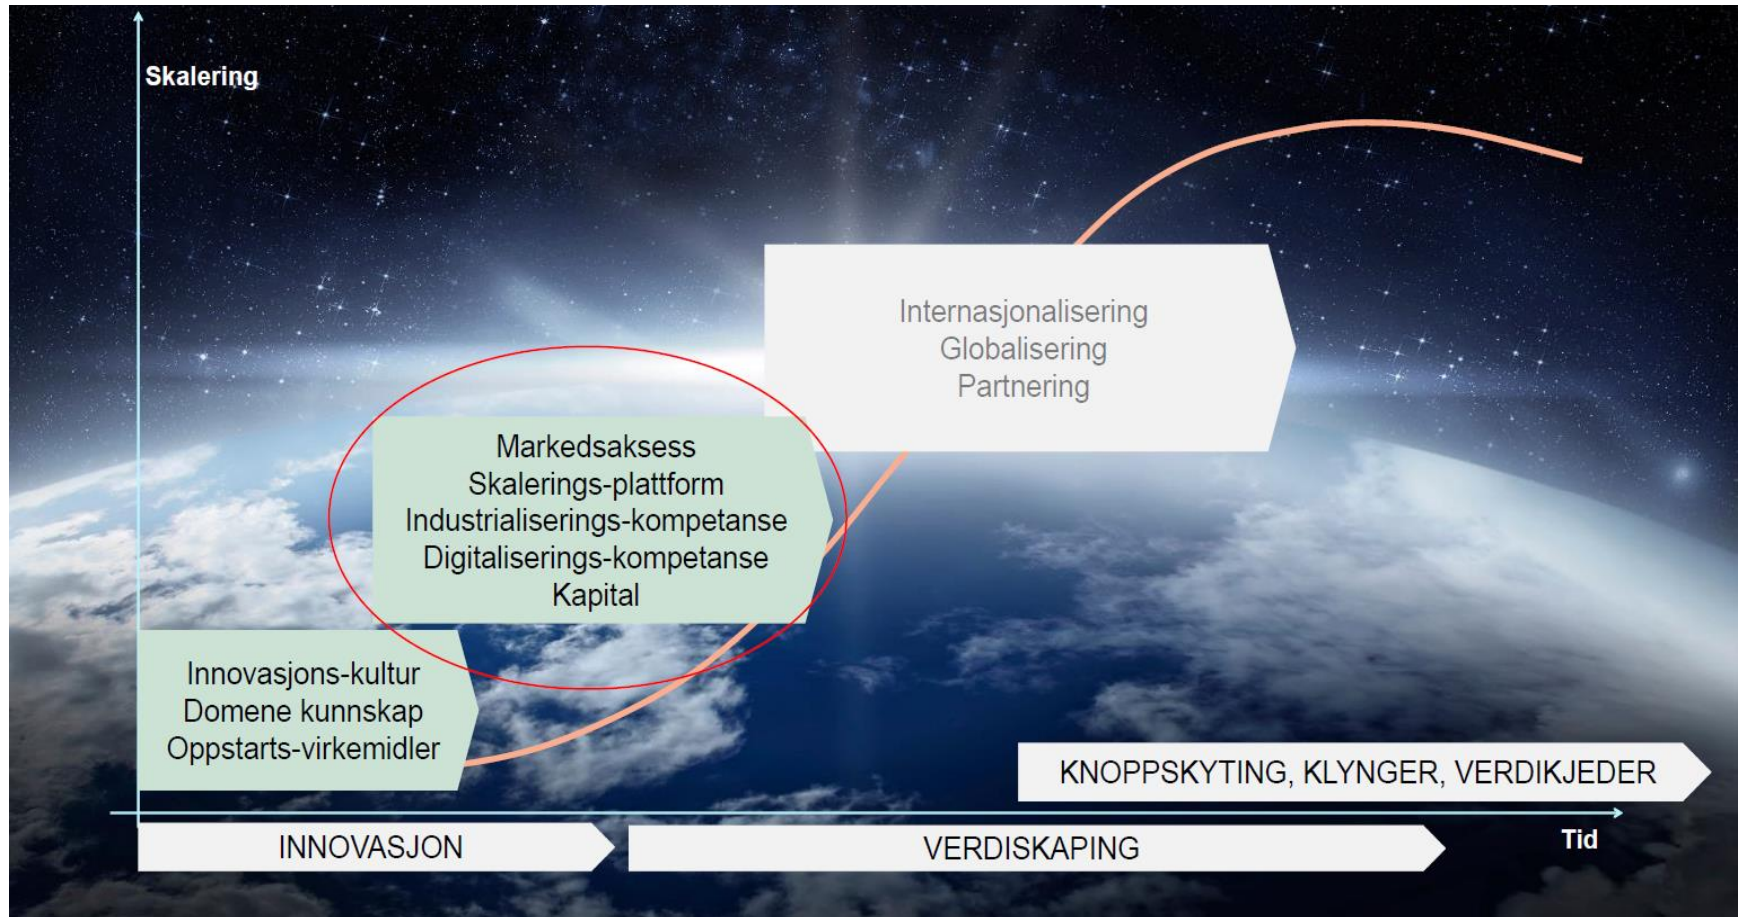 Skalering
Internasjonalisering
Globalisering
Partnering
Markedsaksess
Skalerings-plattform
Industrialiserings-kompetanse
Digitaliserings-kompetanse
Kapital
Innovasjons-kultur
Domene kunnskap
Oppstarts-virkemidler
KNOPPSKYTING, KLYNGER, VERDIKJEDER
Tid
INNOVASJON
VERDISKAPING